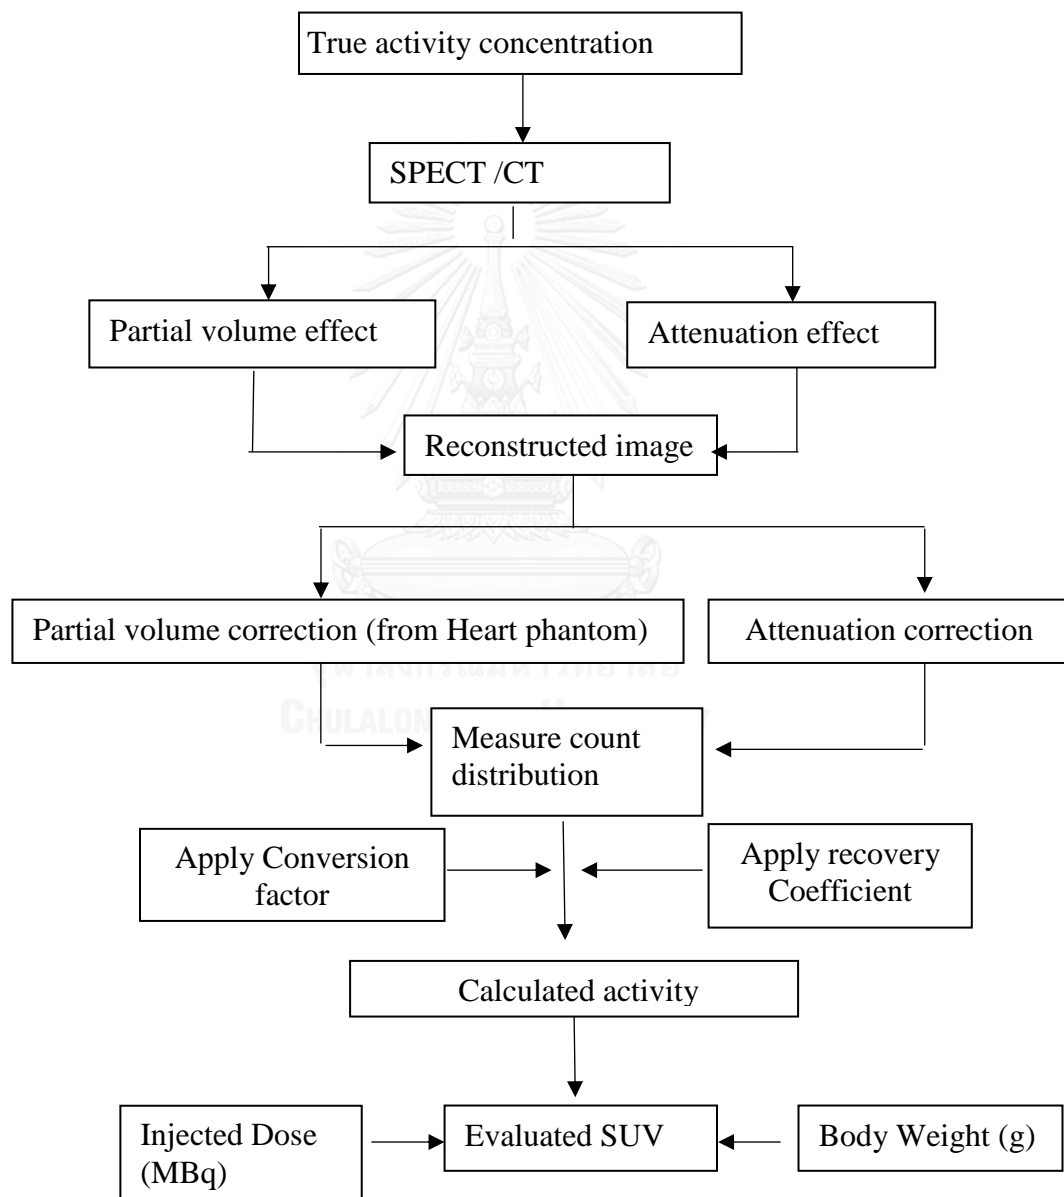 True activity concentration
SPECT /CT
Partial volume effect
Attenuation effect
Reconstructed image
Partial volume correction (from Heart phantom)
Attenuation correction
CHULALON
Measure count
distribution
Apply Conversion
factor
Apply recovery
Coefficient
Calculated activity
Injected Dose
(MBq)
Evaluated SUV
Body Weight (g)